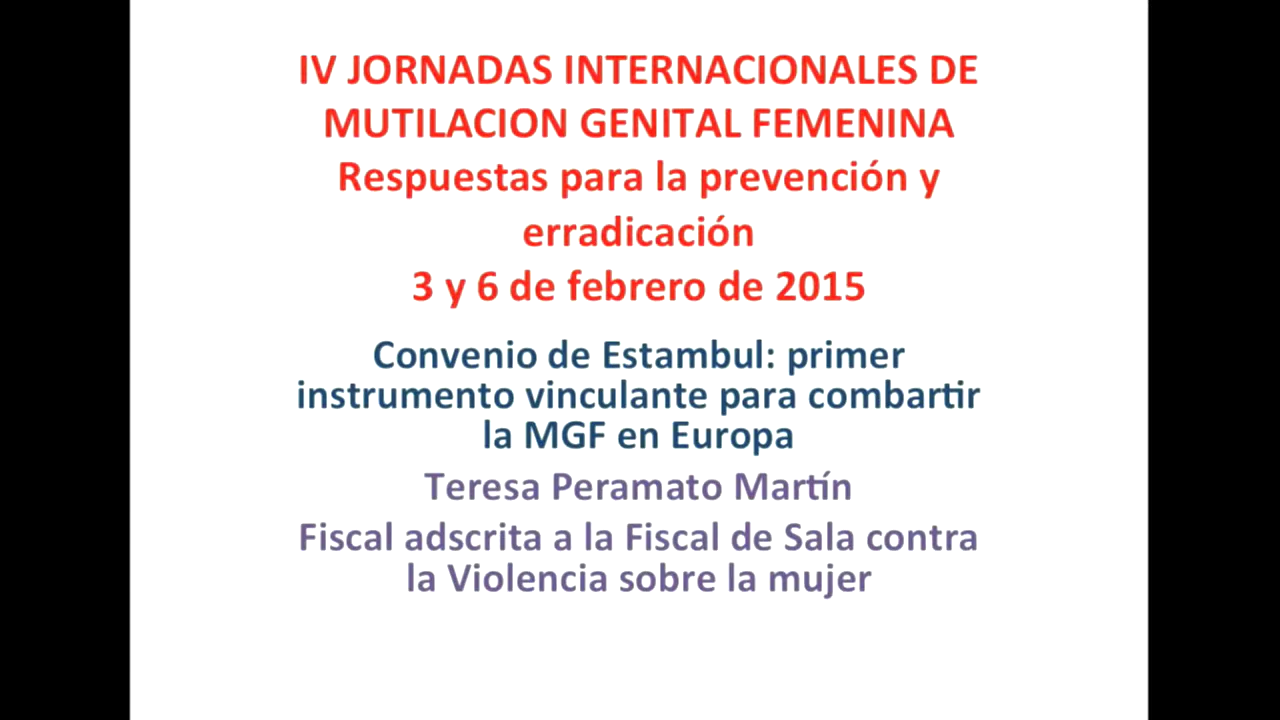 IV JORNADAS INTERNACIONALES DE
MUTILACION GENITAL FEMENINA
Respuestas para la prevención y
erradicación
3 y 6 de febrero de 2015
Convenio de Estambul: primer
instrumento vinculante para combartir
la MGF en Europa
Teresa Peramato Martín
Fiscal adscrita a la Fiscal de Sala contra
la Violencia sobre la mujer